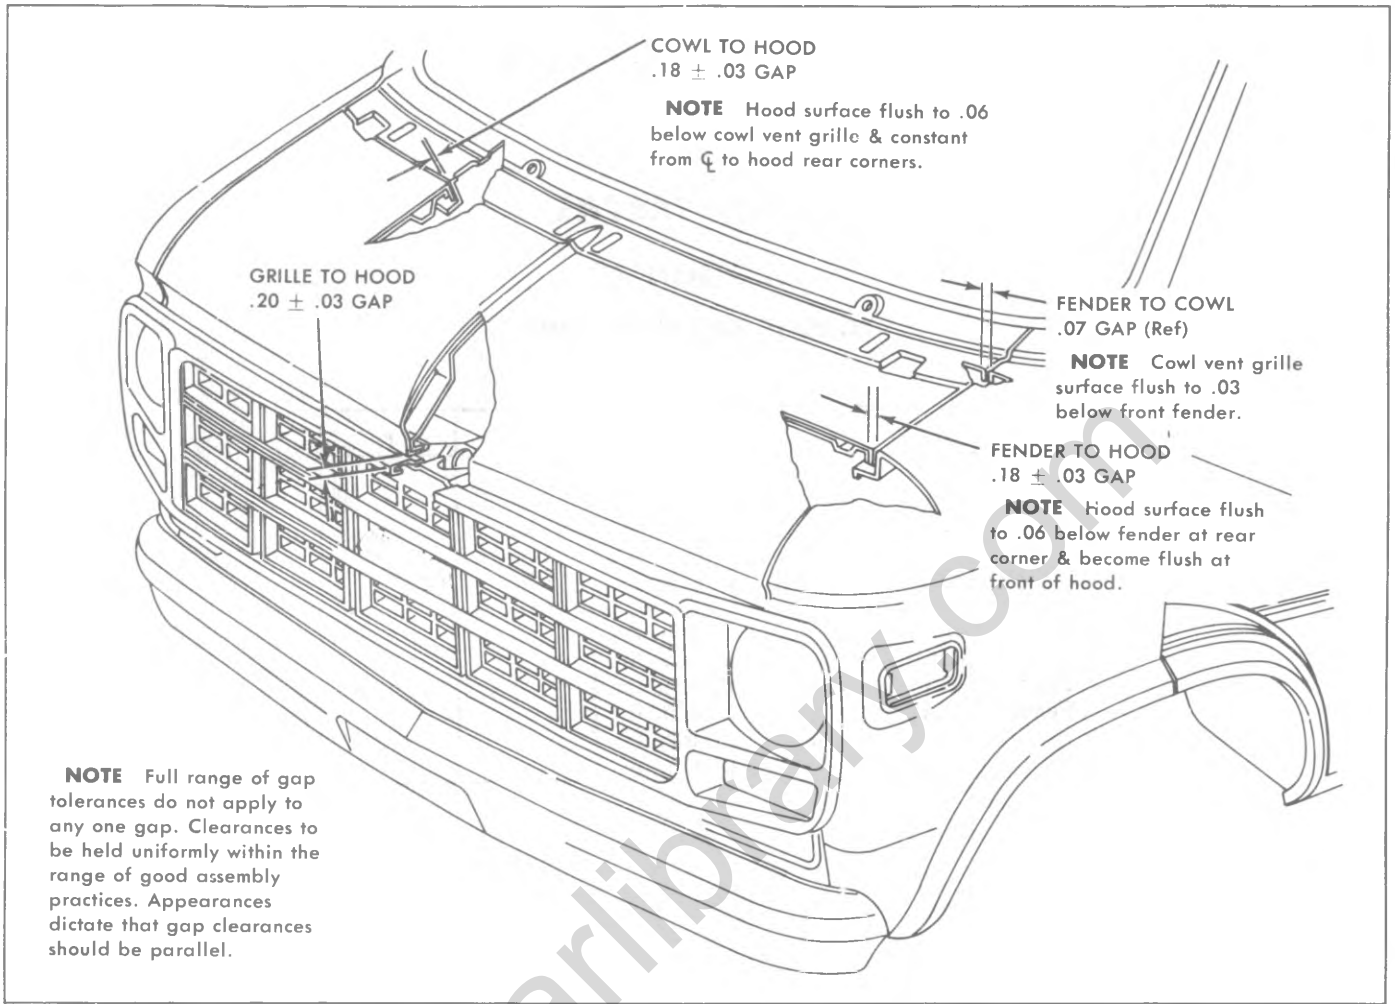 COWL TO HOOD
.18 ± .03 GAP
NOTE Hood surface flush to .06
below cowl vent grille & constant
from ℄ to hood rear corners.
GRILLE TO HOOD
.20 ± .03 GAP
FENDER TO COWL
.07 GAP (Ref)
NOTE Cowl vent grille
surface flush to .03
below front fender.
FENDER TO HOOD
.18 ± .03 GAP
NOTE Hood surface flush
to .06 below fender at rear
corner & become flush at
front of hood.
NOTE Full range of gap
tolerances do not apply to
any one gap. Clearances to
be held uniformly within the
range of good assembly
practices. Appearances
dictate that gap clearances
should be parallel.
arlibrary.com